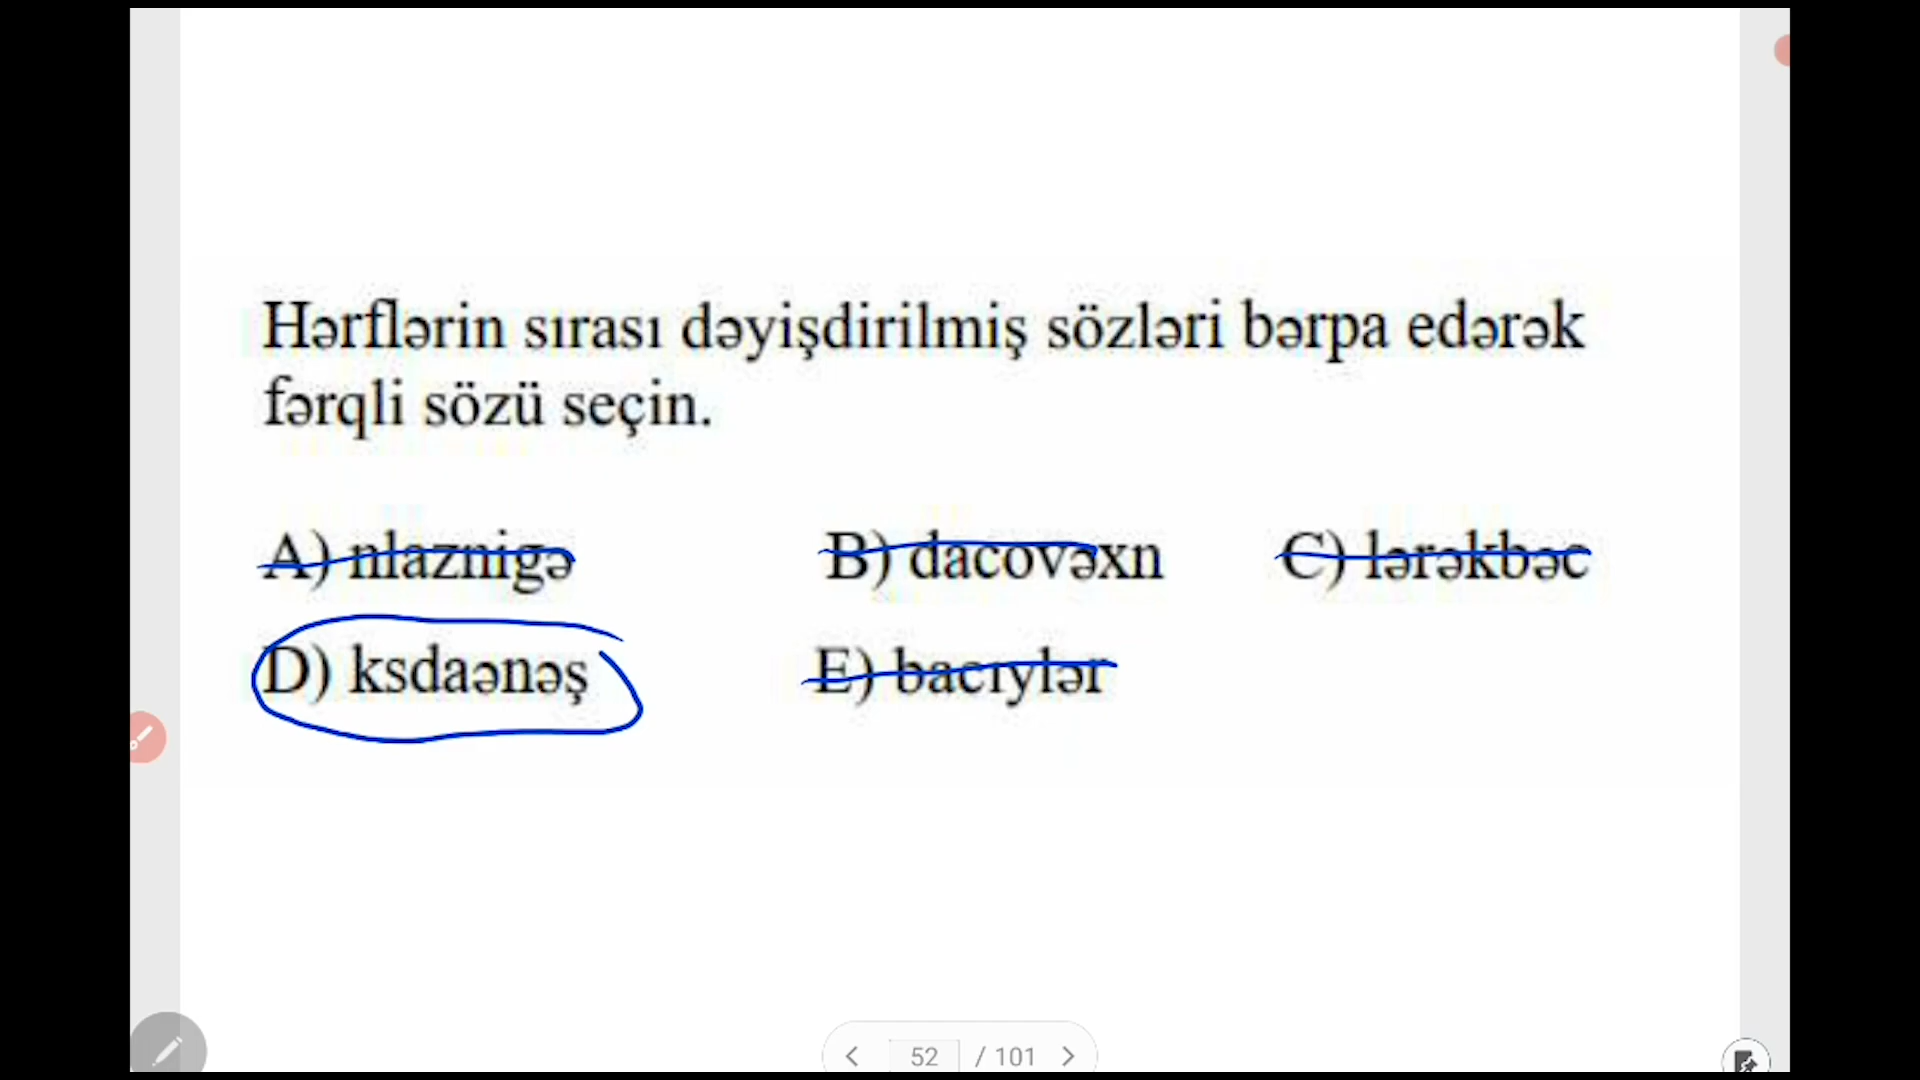 Hərflərin sırası dəyişdirilmiş sözləri bərpa edərək
fərqli sözü seçin.
A) nlaznigə B) dacovəxn C) lərəkbəc
D) ksdaənəş E) bacıylər
52 / 101